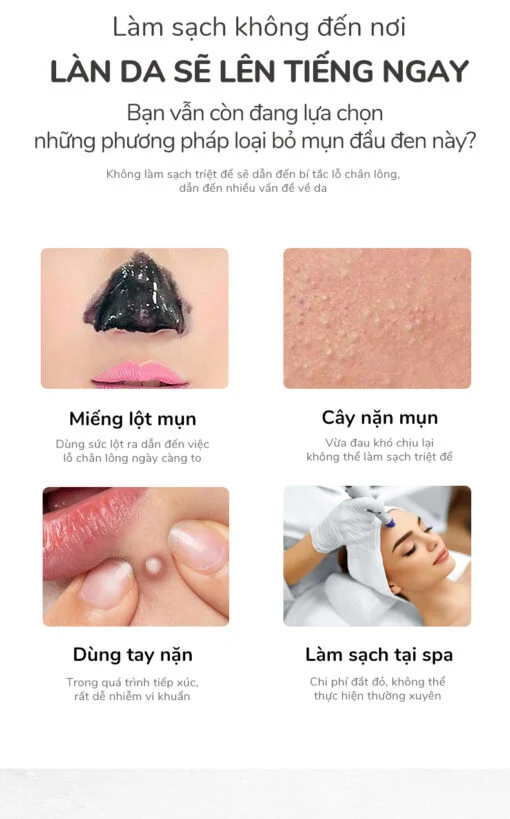 Làm sạch không đến nơi
LÀN DA SẼ LÊN TIẾNG NGAY
Bạn vẫn còn đang lựa chọn
những phương pháp loại bỏ mụn đầu đen này?
Không làm sạch triệt để sẽ dẫn đến bí tắc lỗ chân lông,
dẫn đến nhiều vấn đề về da
Miếng lột mụn
Dùng sức lột ra dẫn đến việc
lỗ chân lông ngày càng to
Cây nặn mụn
Vừa đau khó chịu lại
không thể làm sạch triệt để
Dùng tay nặn
Trong quá trình tiếp xúc,
rất dễ nhiễm vi khuẩn
Làm sạch tại spa
Chi phí đắt đỏ, không thể
thực hiện thường xuyên